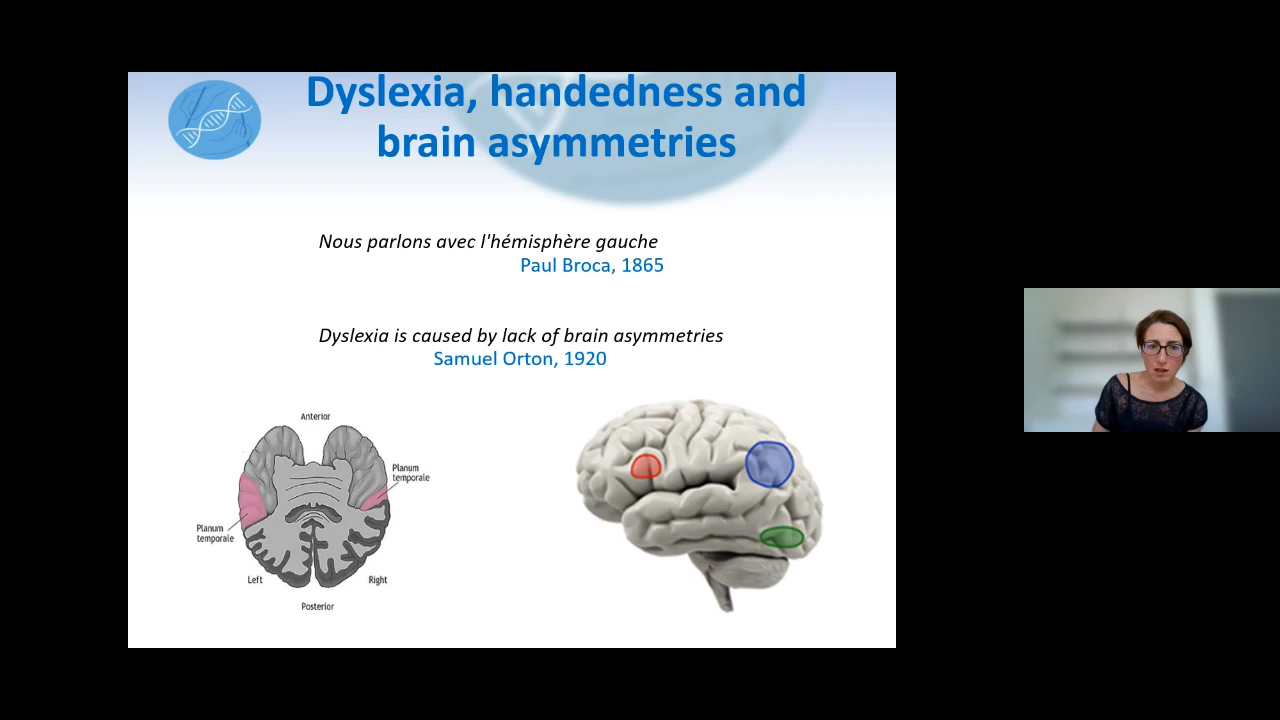 Dyslexia, handedness and
brain asymmetries
Nous parlons avec l'hémisphère gauche
Paul Broca, 1865
Dyslexia is caused by lack of brain asymmetries
Samuel Orton, 1920
Anterior
Planum
temporale
Planum
temporale
Left
Right
Posterior